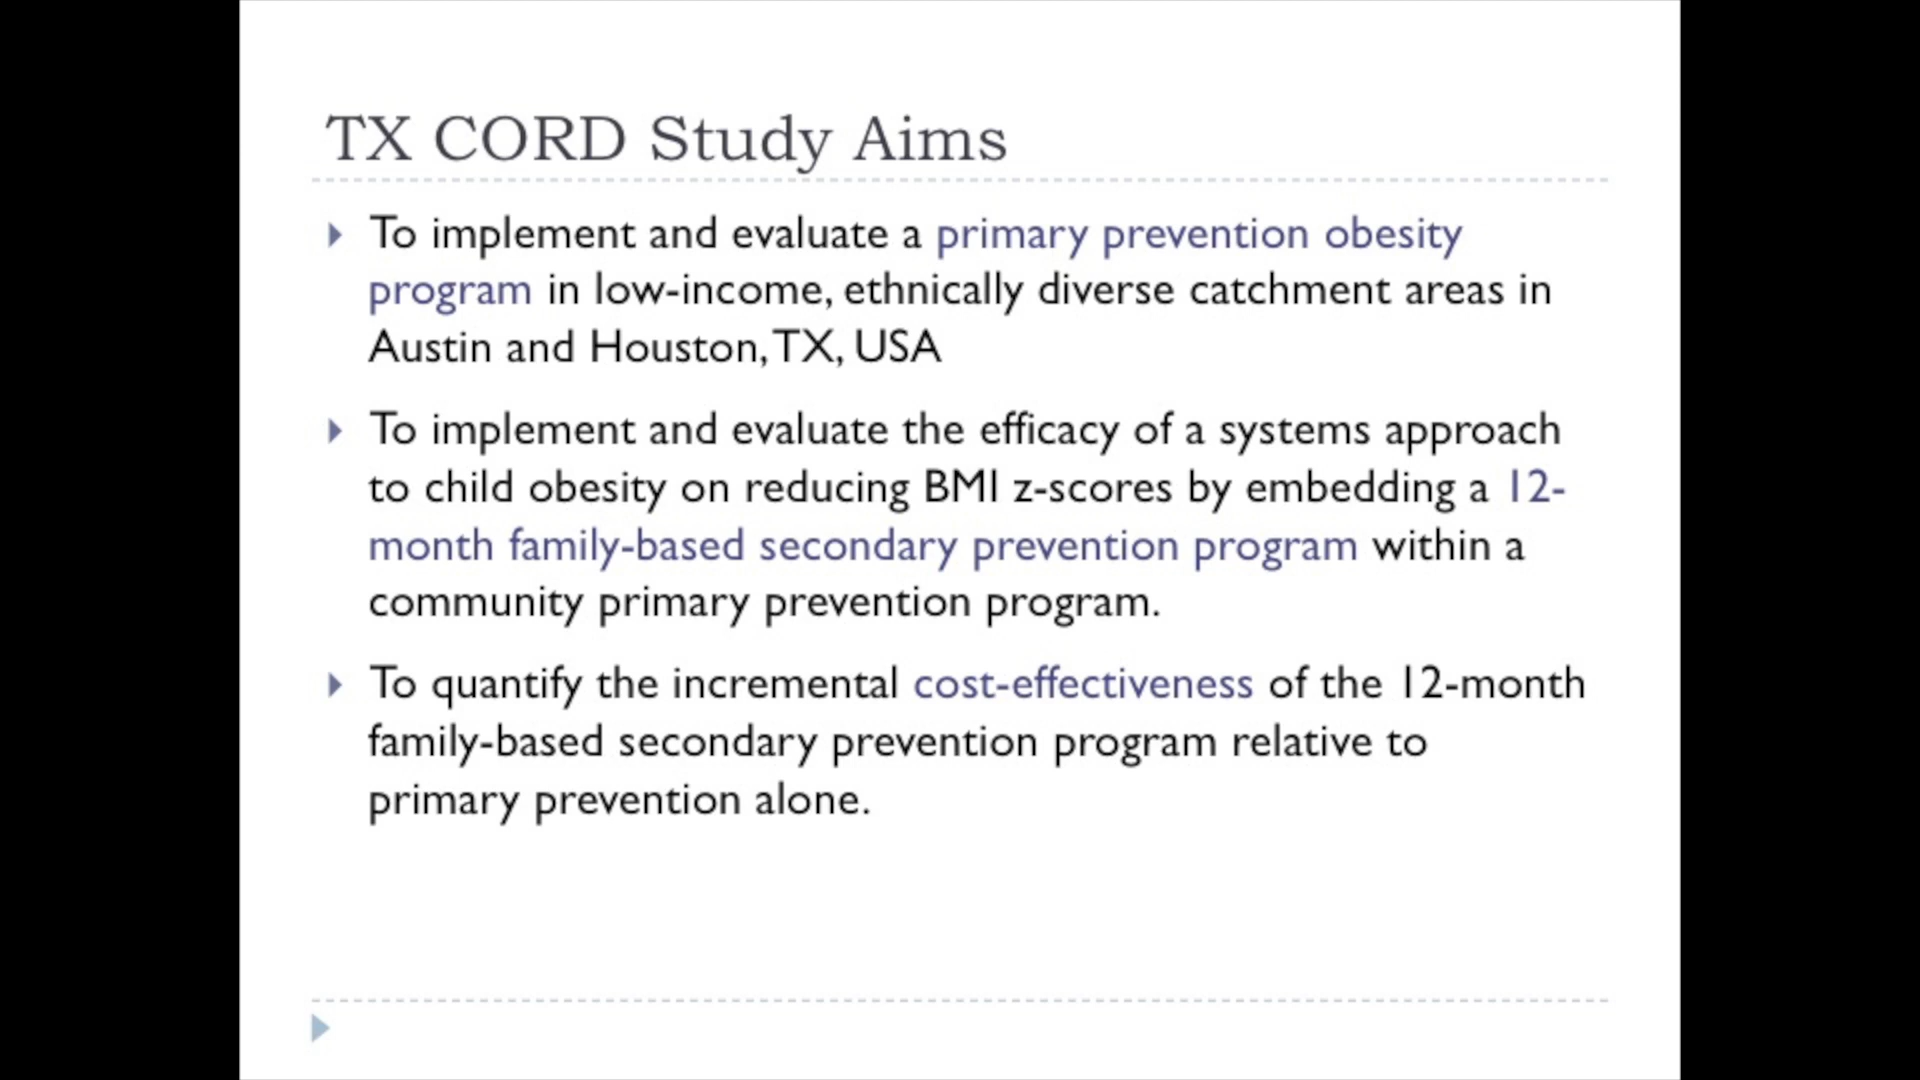 TX CORD Study Aims
To implement and evaluate a primary prevention obesity
program in low-income, ethnically diverse catchment areas in
Austin and Houston, TX, USA
To implement and evaluate the efficacy of a systems approach
to child obesity on reducing BMI z-scores by embedding a 12-
month family-based secondary prevention program within a
community primary prevention program.
To quantify the incremental cost-effectiveness of the 12-month
family-based secondary prevention program relative to
primary prevention alone.